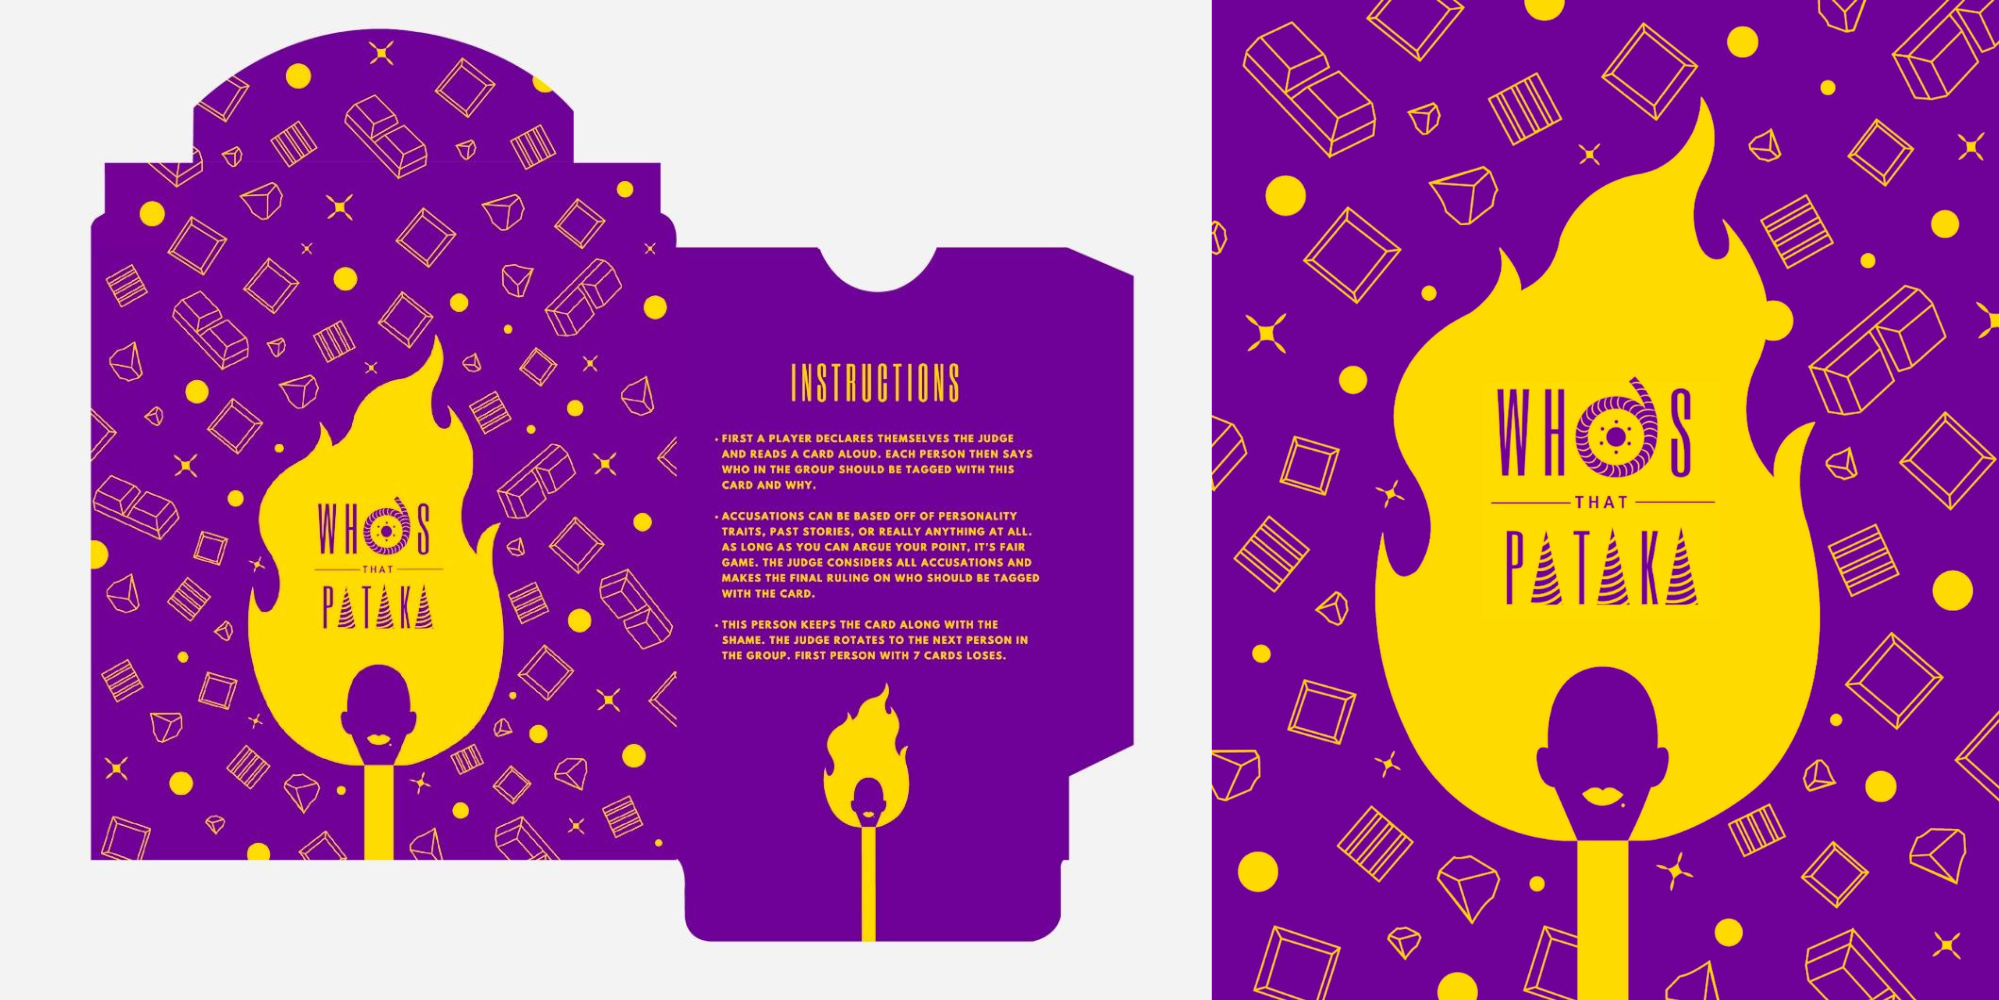 WHO'S
THAT
PATAKA
INSTRUCTIONS
• FIRST A PLAYER DECLARES THEMSELVES THE JUDGE
AND READS A CARD ALOUD. EACH PERSON THEN SAYS
WHO IN THE GROUP SHOULD BE TAGGED WITH THIS
CARD AND WHY.
• ACCUSATIONS CAN BE BASED OFF OF PERSONALITY
TRAITS, PAST STORIES, OR REALLY ANYTHING AT ALL.
AS LONG AS YOU CAN ARGUE YOUR POINT, IT'S FAIR
GAME. THE JUDGE CONSIDERS ALL ACCUSATIONS AND
MAKES THE FINAL RULING ON WHO SHOULD BE TAGGED
WITH THE CARD.
• THIS PERSON KEEPS THE CARD ALONG WITH THE
SHAME. THE JUDGE ROTATES TO THE NEXT PERSON IN
THE GROUP. FIRST PERSON WITH 7 CARDS LOSES.
WHO'S
THAT
PATAKA